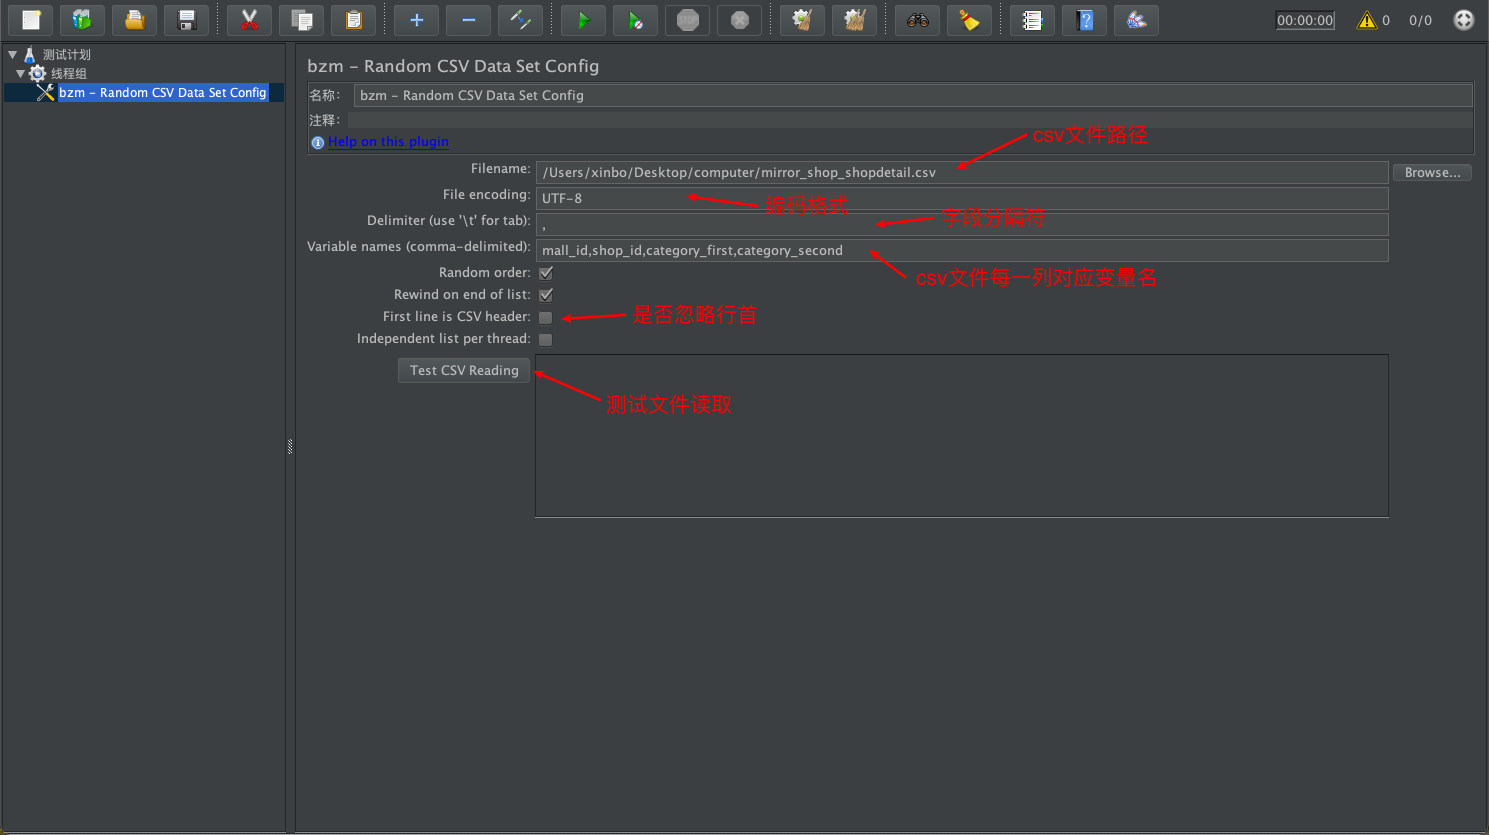 00:00:00 0 0/0
测试计划
线程组
bzm - Random CSV Data Set Config
bzm - Random CSV Data Set Config
名称: bzm - Random CSV Data Set Config
注释:
Help on this plugin
csv文件路径
Filename: /Users/xinbo/Desktop/computer/mirror_shop_shopdetail.csv Browse...
File encoding: UTF-8
编码格式
Delimiter (use '\t' for tab): ,
字段分隔符
Variable names (comma-delimited): mall_id,shop_id,category_first,category_second
csv文件每一列对应变量名
Random order:
Rewind on end of list:
First line is CSV header:
是否忽略行首
Independent list per thread:
Test CSV Reading
测试文件读取